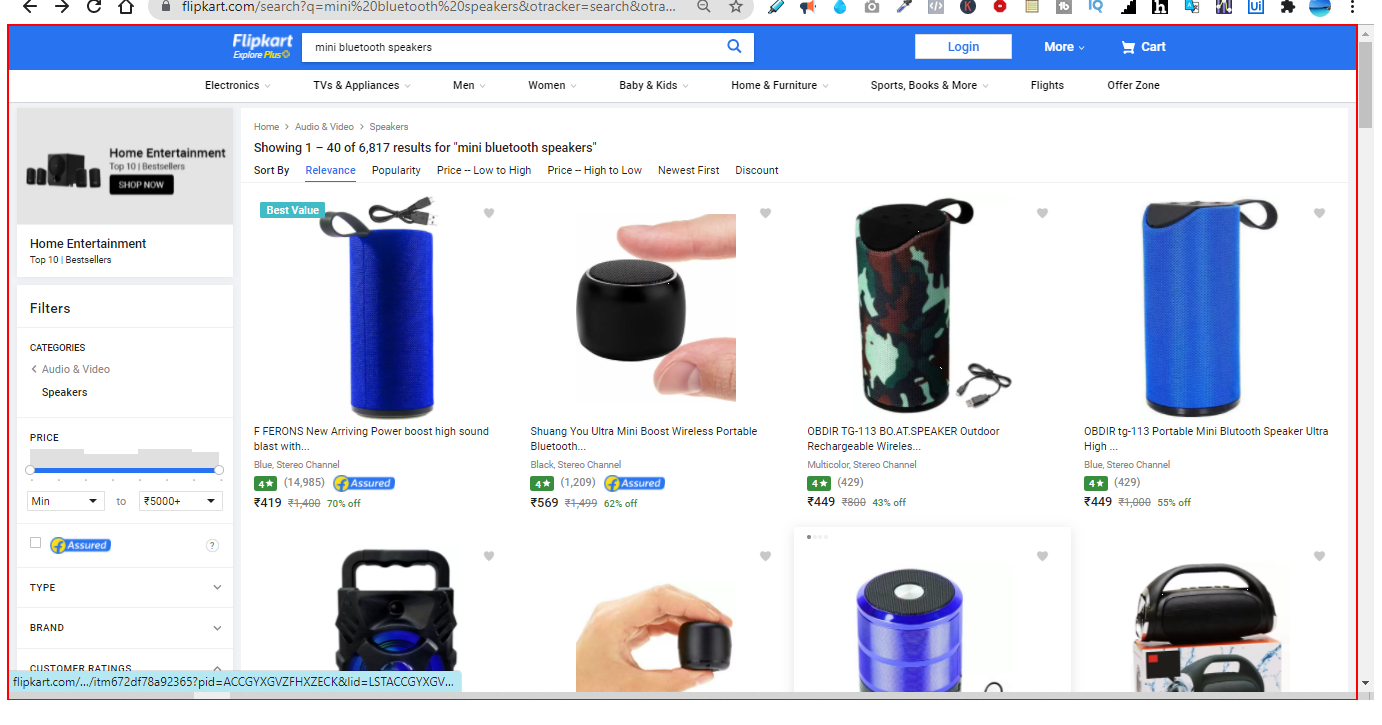 flipkart.com/search?q=mini%20bluetooth%20speakers&otracker=search&otra...
Flipkart
Explore Plus
mini bluetooth speakers
Login
More
Cart
Electronics
TVs & Appliances
Men
Women
Baby & Kids
Home & Furniture
Sports, Books & More
Flights
Offer Zone
Home Entertainment
Top 10 | Bestsellers
SHOP NOW
Home Entertainment
Top 10 | Bestsellers
Filters
CATEGORIES
Audio & Video
Speakers
PRICE
Min
to
₹5000+
Assured
?
TYPE
BRAND
CUSTOMER RATINGS
Home > Audio & Video > Speakers
Showing 1 – 40 of 6,817 results for "mini bluetooth speakers"
Sort By Relevance Popularity Price -- Low to High Price -- High to Low Newest First Discount
Best Value
F FERONS New Arriving Power boost high sound
blast with...
Blue, Stereo Channel
4★ (14,985) Assured
₹419 ₹1,400 70% off
Shuang You Ultra Mini Boost Wireless Portable
Bluetooth...
Black, Stereo Channel
4★ (1,209) Assured
₹569 ₹1,499 62% off
OBDIR TG-113 BO.AT.SPEAKER Outdoor
Rechargeable Wireles...
Multicolor, Stereo Channel
4★ (429)
₹449 ₹800 43% off
OBDIR tg-113 Portable Mini Blutooth Speaker Ultra
High ...
Blue, Stereo Channel
4★ (429)
₹449 ₹1,000 55% off
flipkart.com/.../itm672df78a92365?pid=ACCGYXGVZFHXZECK&lid=LSTACCGYXGV...